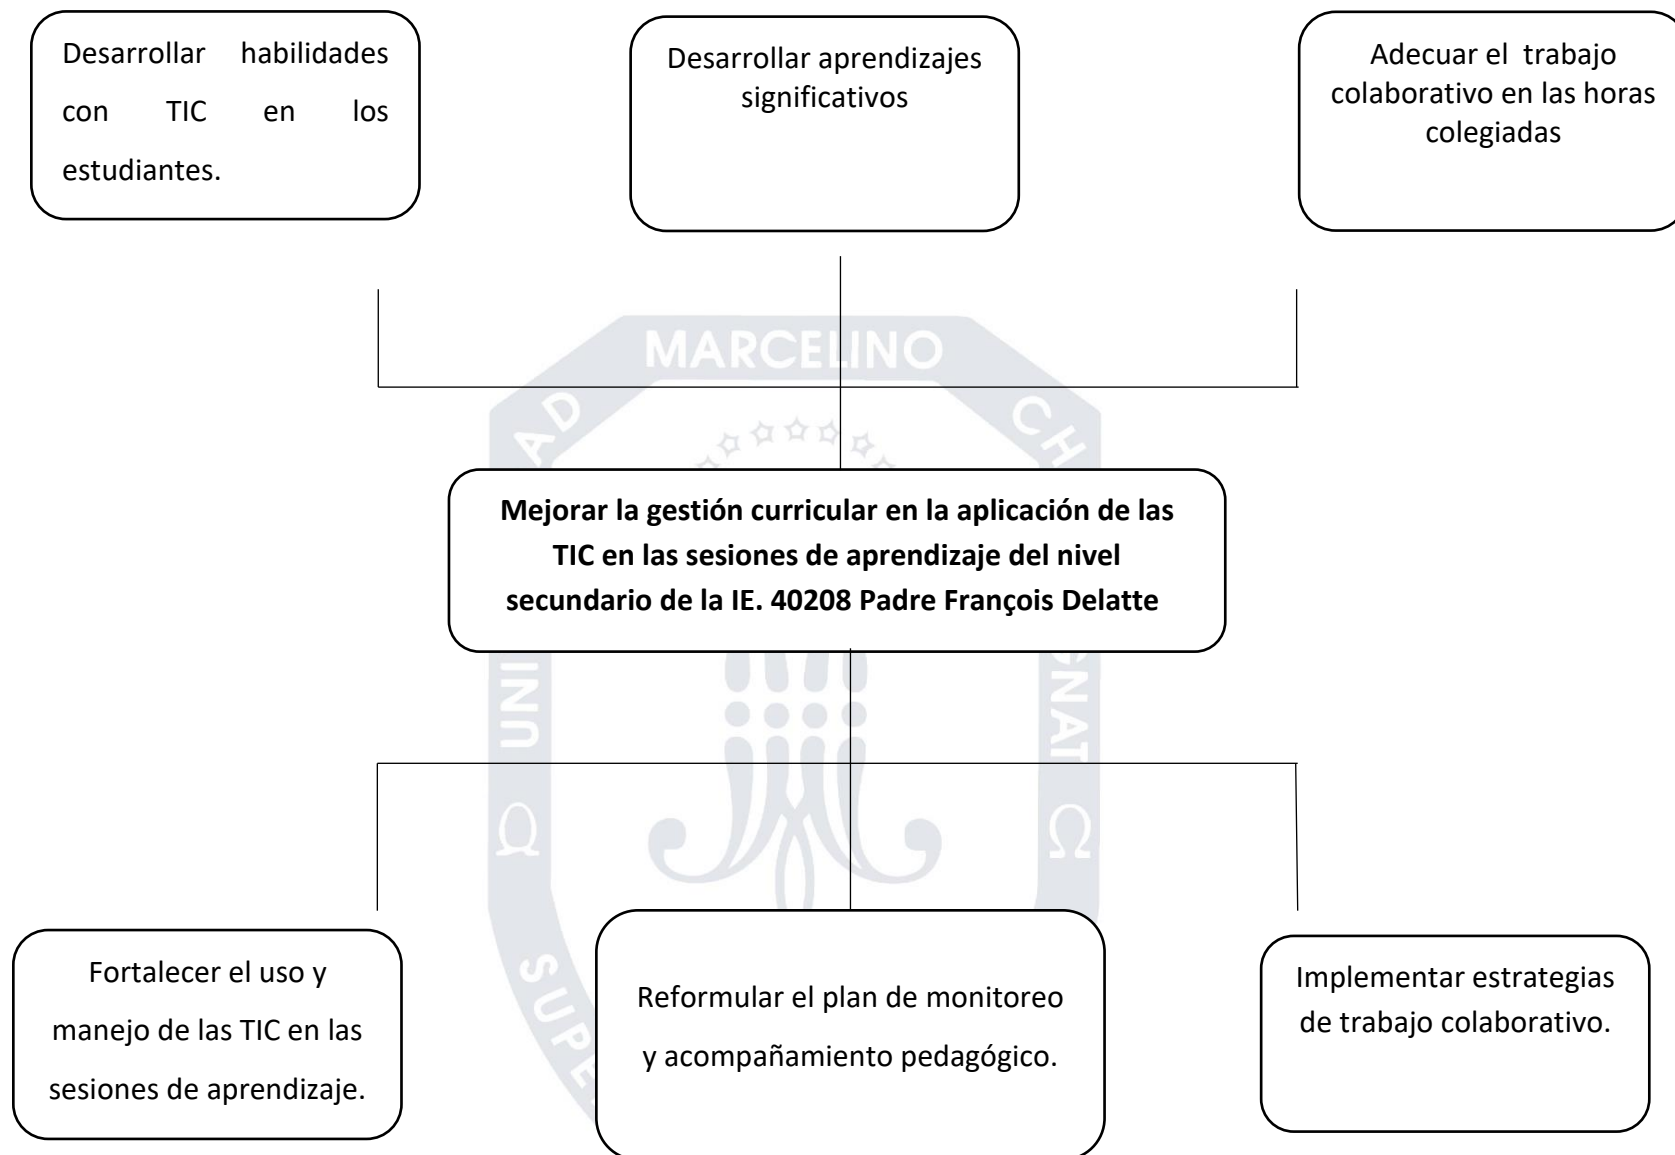 Desarrollar habilidades
con TIC en los
estudiantes.
Desarrollar aprendizajes
significativos
Adecuar el trabajo
colaborativo en las horas
colegiadas
MARCELINO
Mejorar la gestión curricular en la aplicación de las
TIC en las sesiones de aprendizaje del nivel
secundario de la IE. 40208 Padre François Delatte
Fortalecer el uso y
manejo de las TIC en las
sesiones de aprendizaje.
Reformular el plan de monitoreo
y acompañamiento pedagógico.
Implementar estrategias
de trabajo colaborativo.